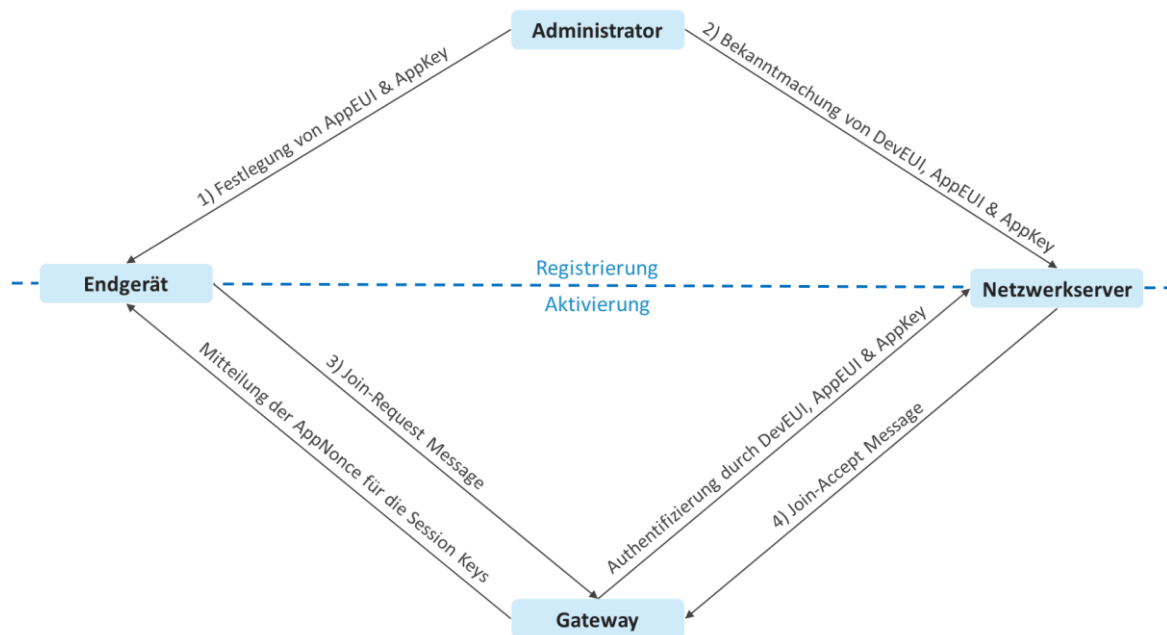 Administrator
1) Festlegung von AppEUI & AppKey
2) Bekanntmachung von DevEUI, AppEUI & AppKey
Endgerät
Registrierung
Aktivierung
Netzwerkserver
Mitteilung der AppNonce für die Session Keys
3) Join-Request Message
Authentifizierung durch DevEUI, AppEUI & AppKey
4) Join-Accept Message
Gateway